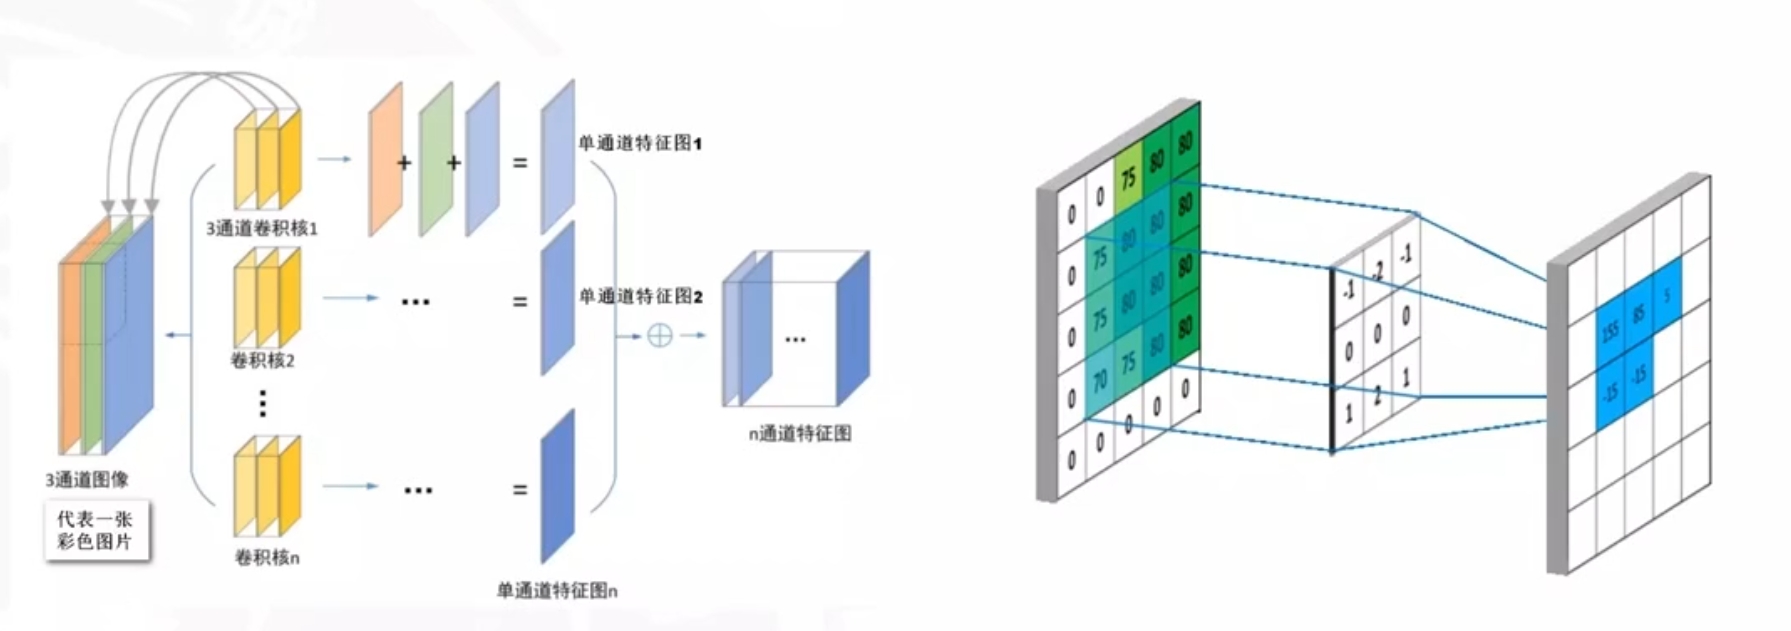 3通道图像
代表一张
彩色图片
3通道卷积核1
+ + =
单通道特征图1
卷积核2
... =
单通道特征图2
⋮
卷积核n
... =
单通道特征图n
⊕
...
n通道特征图
0 0 75 80 80
0 75 80 80 80
0 75 80 80 80
0 70 75 80 80
0 0 0 0 0
-1 -2 -1
0 0 0
1 2 1
155 85 5
-15 -15